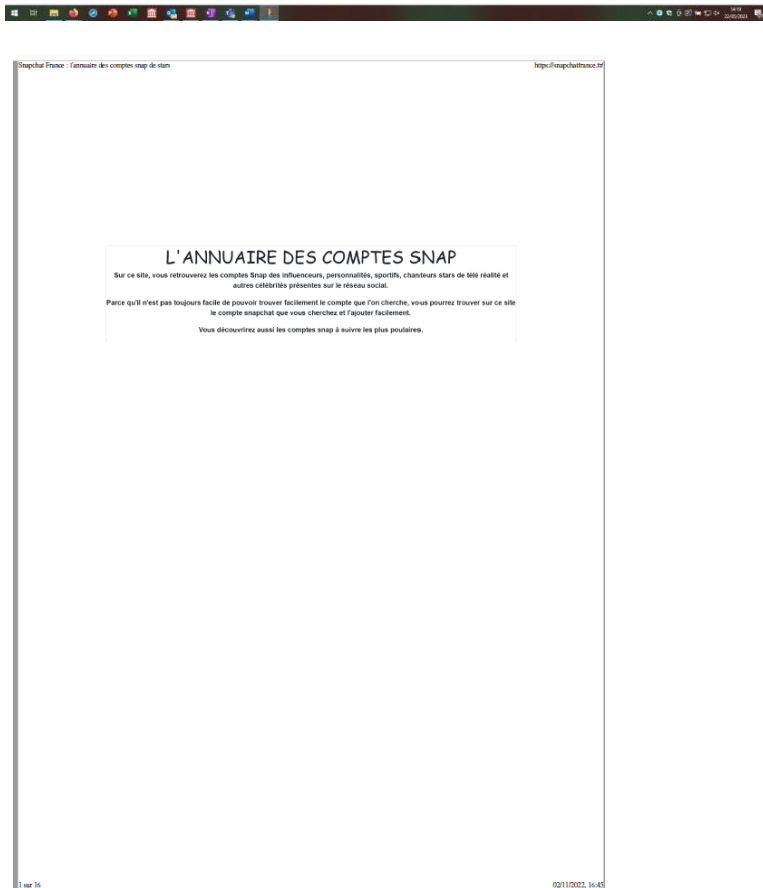 Snapchat France : l'annuaire des comptes snap de stars
https://snapchatfrance.fr/
L'ANNUAIRE DES COMPTES SNAP
Sur ce site, vous retrouverez les comptes Snap des influenceurs, personnalités, sportifs, chanteurs stars de télé réalité et
autres célébrités présentes sur le réseau social.
Parce qu'il n'est pas toujours facile de pouvoir trouver facilement le compte que l'on cherche, vous pourrez trouver sur ce site
le compte snapchat que vous cherchez et l'ajouter facilement.
Vous découvrirez aussi les comptes snap à suivre les plus poulaires.
1 sur 16
02/11/2022, 16:45